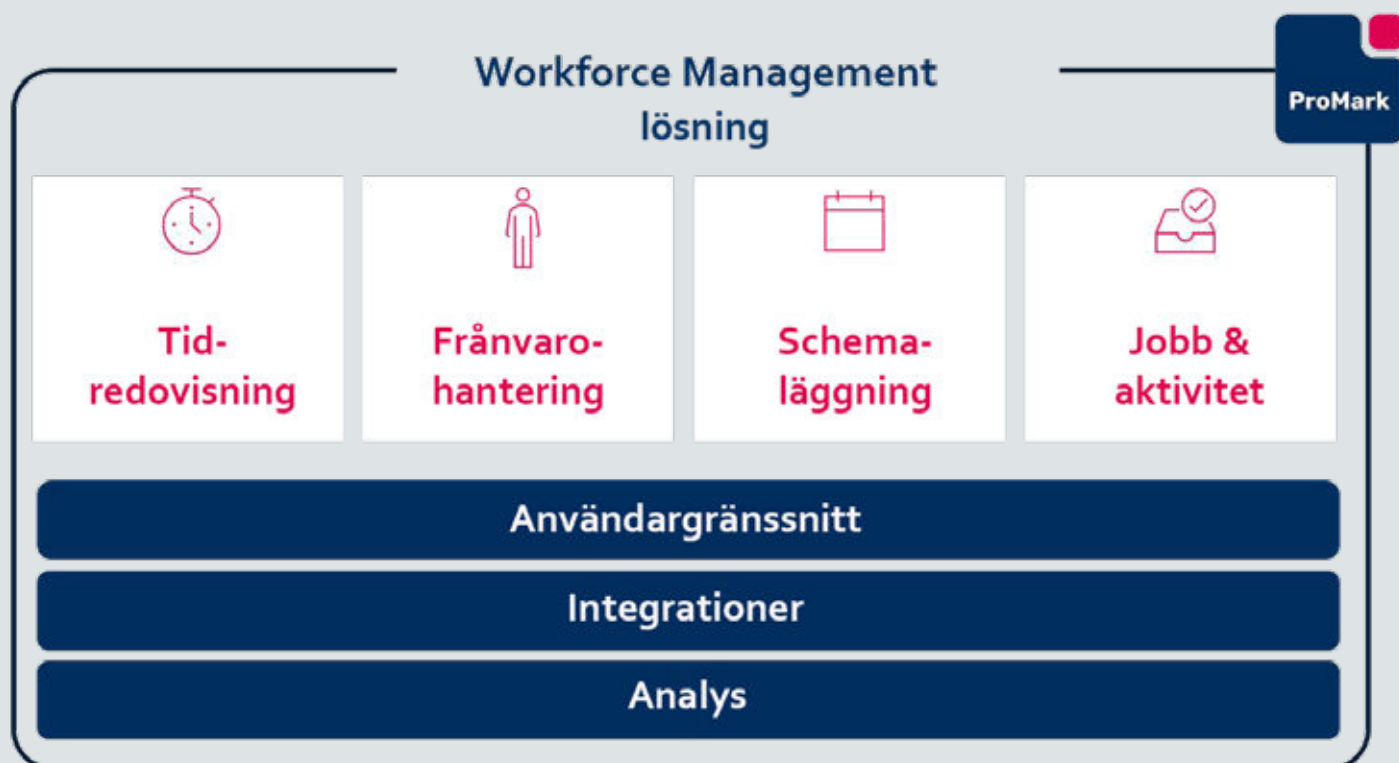 Workforce Management
lösning
ProMark
Tid-
redovisning
Frånvaro-
hantering
Schema-
läggning
Jobb &
aktivitet
Användargränssnitt
Integrationer
Analys